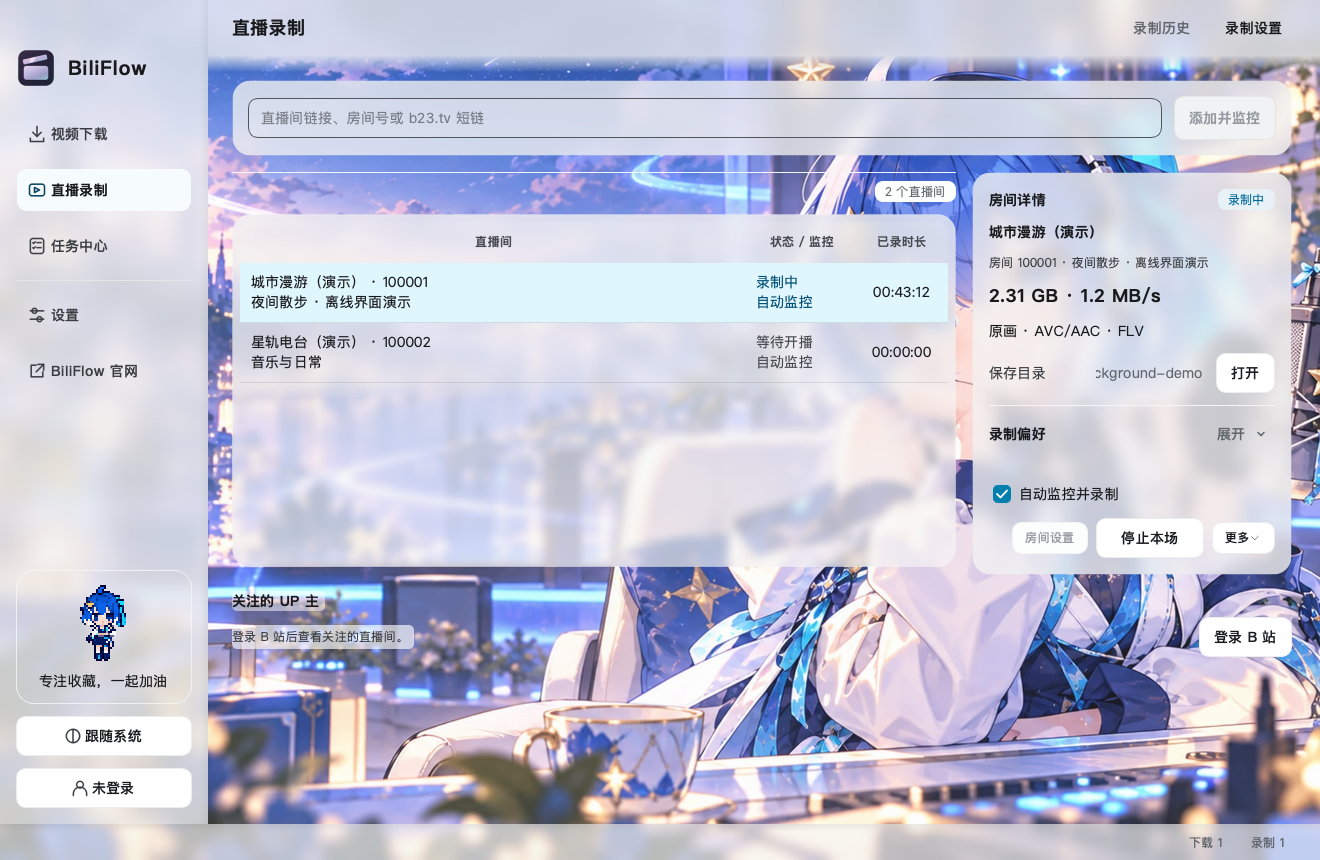 直播录制
录制历史
录制设置
BiliFlow
视频下载
直播录制
任务中心
设置
BiliFlow 官网
专注收藏，一起加油
跟随系统
未登录
直播间链接、房间号或 b23.tv 短链
添加并监控
2 个直播间
直播间
状态 / 监控
已录时长
城市漫游（演示） · 100001
夜间散步 · 离线界面演示
录制中
自动监控
00:43:12
星轨电台（演示） · 100002
音乐与日常
等待开播
自动监控
00:00:00
房间详情
录制中
城市漫游（演示）
房间 100001 · 夜间散步 · 离线界面演示
2.31 GB · 1.2 MB/s
原画 · AVC/AAC · FLV
保存目录
ckground-demo
打开
录制偏好
展开
自动监控并录制
房间设置
停止本场
更多
关注的 UP 主
登录 B 站后查看关注的直播间。
登录 B 站
下载 1
录制 1